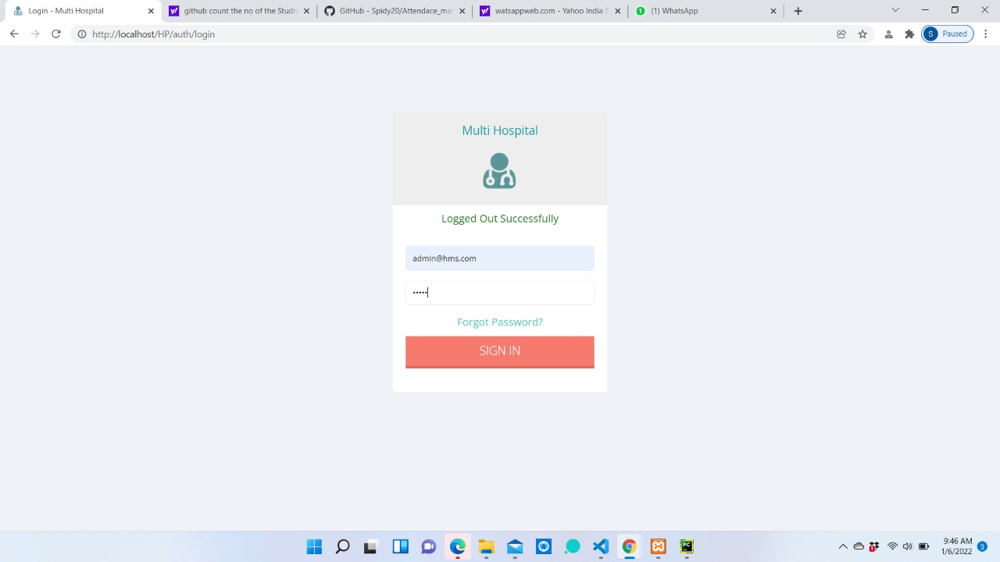 Login - Multi Hospital
github count the no of the Stude
GitHub - Spidy20/Attendace_ma
watsappweb.com - Yahoo India S
(1) WhatsApp
http://localhost/HP/auth/login
S Paused
Multi Hospital
Logged Out Successfully
admin@hms.com
•••••
Forgot Password?
SIGN IN
9:46 AM
1/6/2022
3